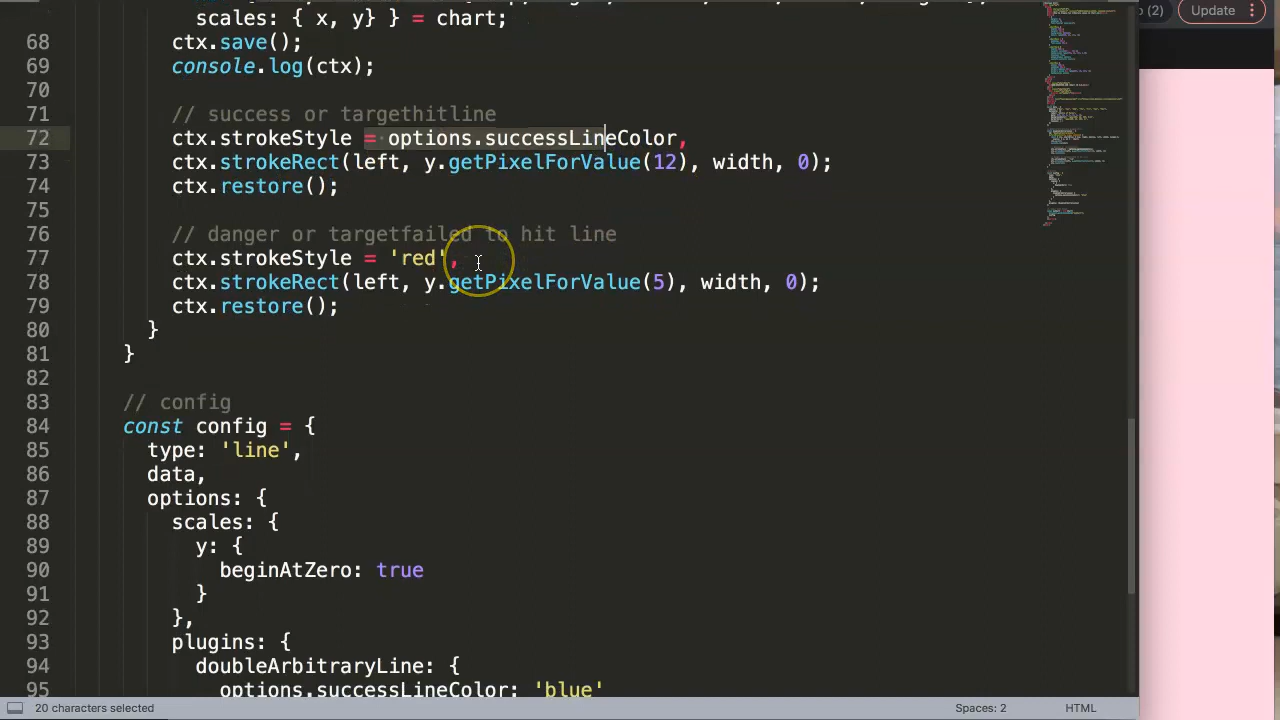 (2)
Update
scales: { x, y} } = chart;
68 ctx.save();
69 console.log(ctx);
70
71 // success or targethitline
72 ctx.strokeStyle = options.successLineColor,
73 ctx.strokeRect(left, y.getPixelForValue(12), width, 0);
74 ctx.restore();
75
76 // danger or targetfailed to hit line
77 ctx.strokeStyle = 'red',
78 ctx.strokeRect(left, y.getPixelForValue(5), width, 0);
79 ctx.restore();
80 }
81 }
82
83 // config
84 const config = {
85 type: 'line',
86 data,
87 options: {
88 scales: {
89 y: {
90 beginAtZero: true
91 }
92 },
93 plugins: {
94 doubleArbitraryLine: {
95 options.successLineColor: 'blue'
20 characters selected
Spaces: 2
HTML